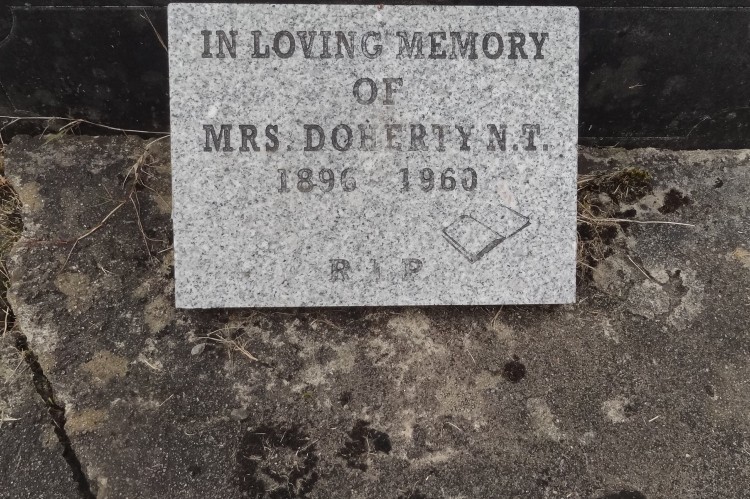 IN LOVING MEMORY
OF
MRS. DOHERTY N.T.
1896 1960
R I P